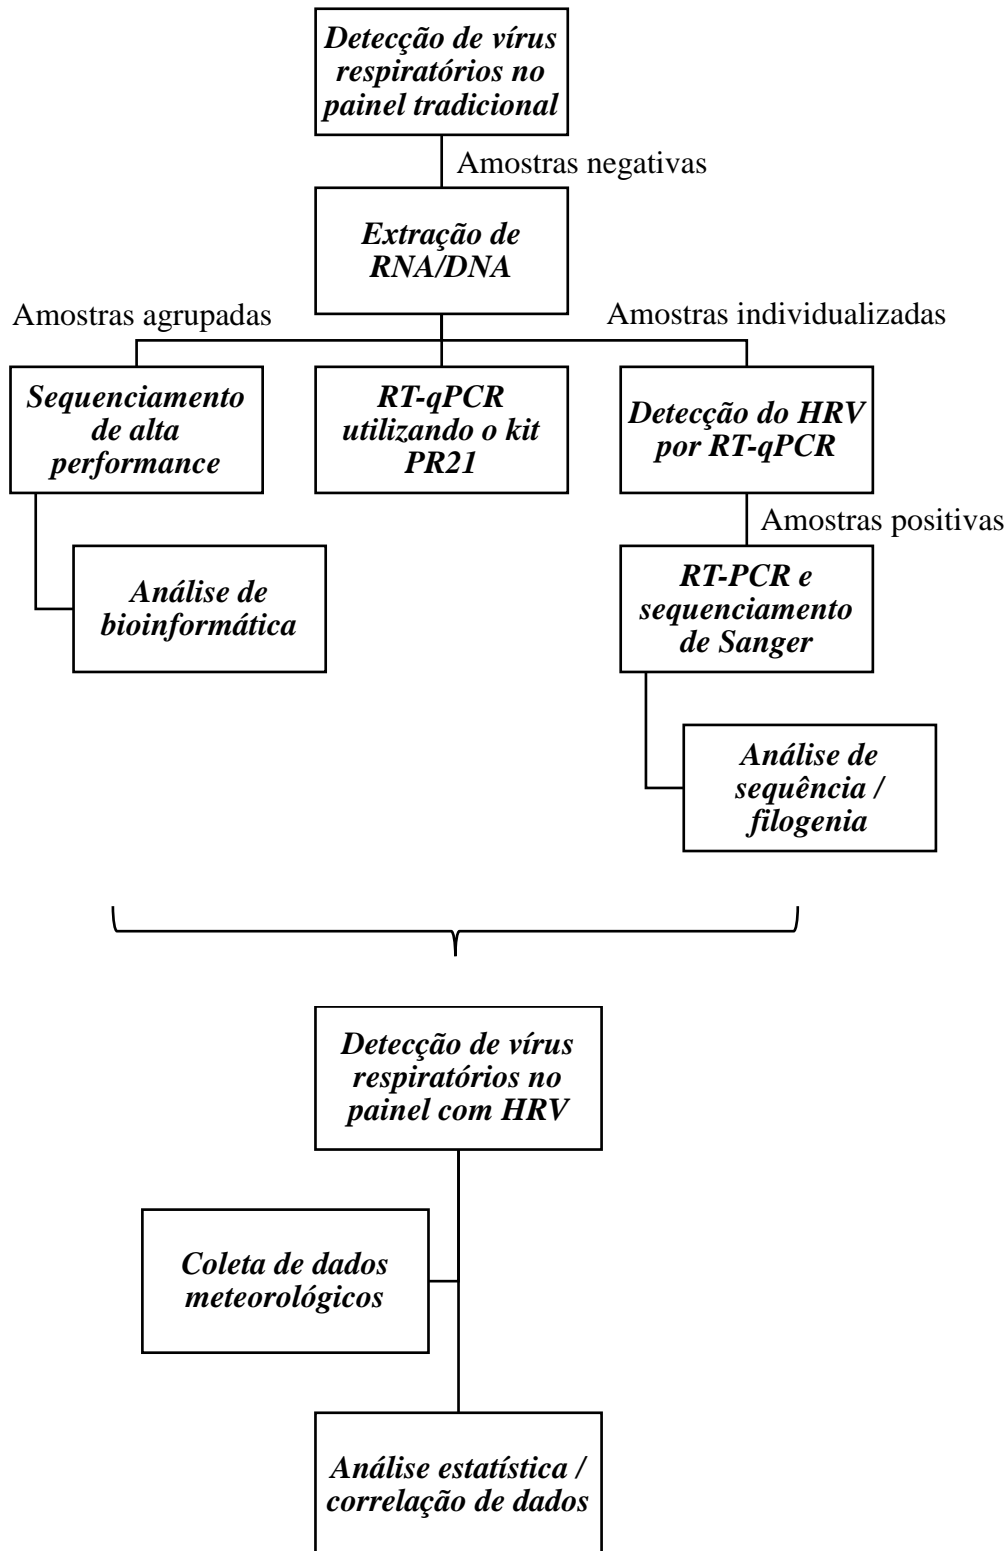 Detecção de vírus
respiratórios no
painel tradicional
Amostras negativas
Extração de
RNA/DNA
Amostras agrupadas
Amostras individualizadas
Sequenciamento
de alta
performance
RT-qPCR
utilizando o kit
PR21
Detecção do HRV
por RT-qPCR
Amostras positivas
Análise de
bioinformática
RT-PCR e
sequenciamento
de Sanger
Análise de
sequência /
filogenia
Detecção de vírus
respiratórios no
painel com HRV
Coleta de dados
meteorológicos
Análise estatística /
correlação de dados